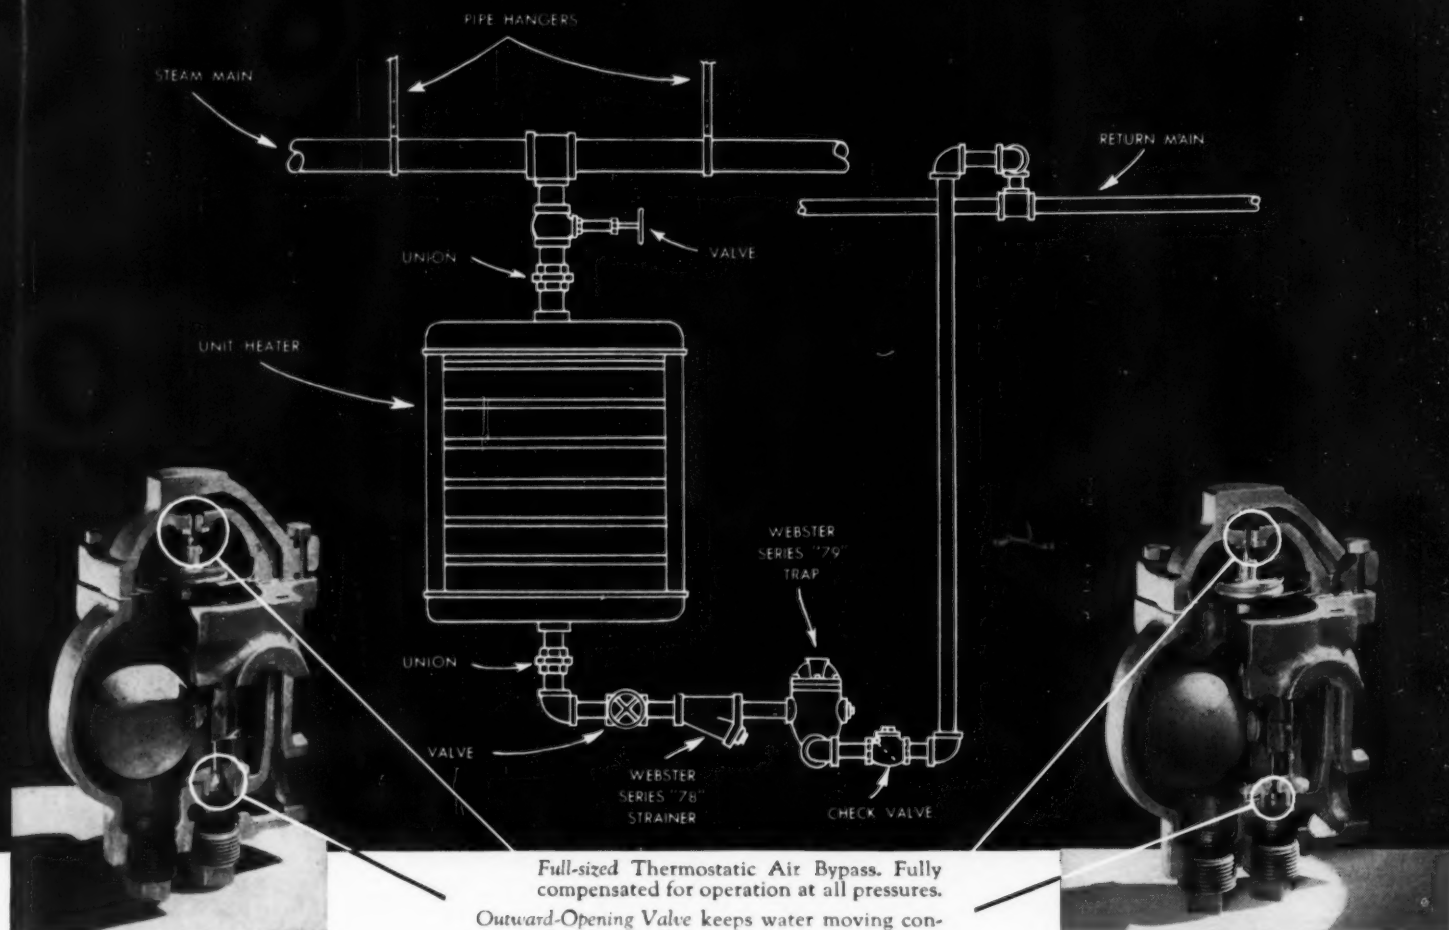 PIPE HANGERS
STEAM MAIN
RETURN MAIN
UNION
VALVE
UNIT HEATER
WEBSTER
SERIES "79"
TRAP
UNION
VALVE
WEBSTER
SERIES "78"
STRAINER
CHECK VALVE
Full-sized Thermostatic Air Bypass. Fully
compensated for operation at all pressures.
Outward-Opening Valve keeps water moving con-